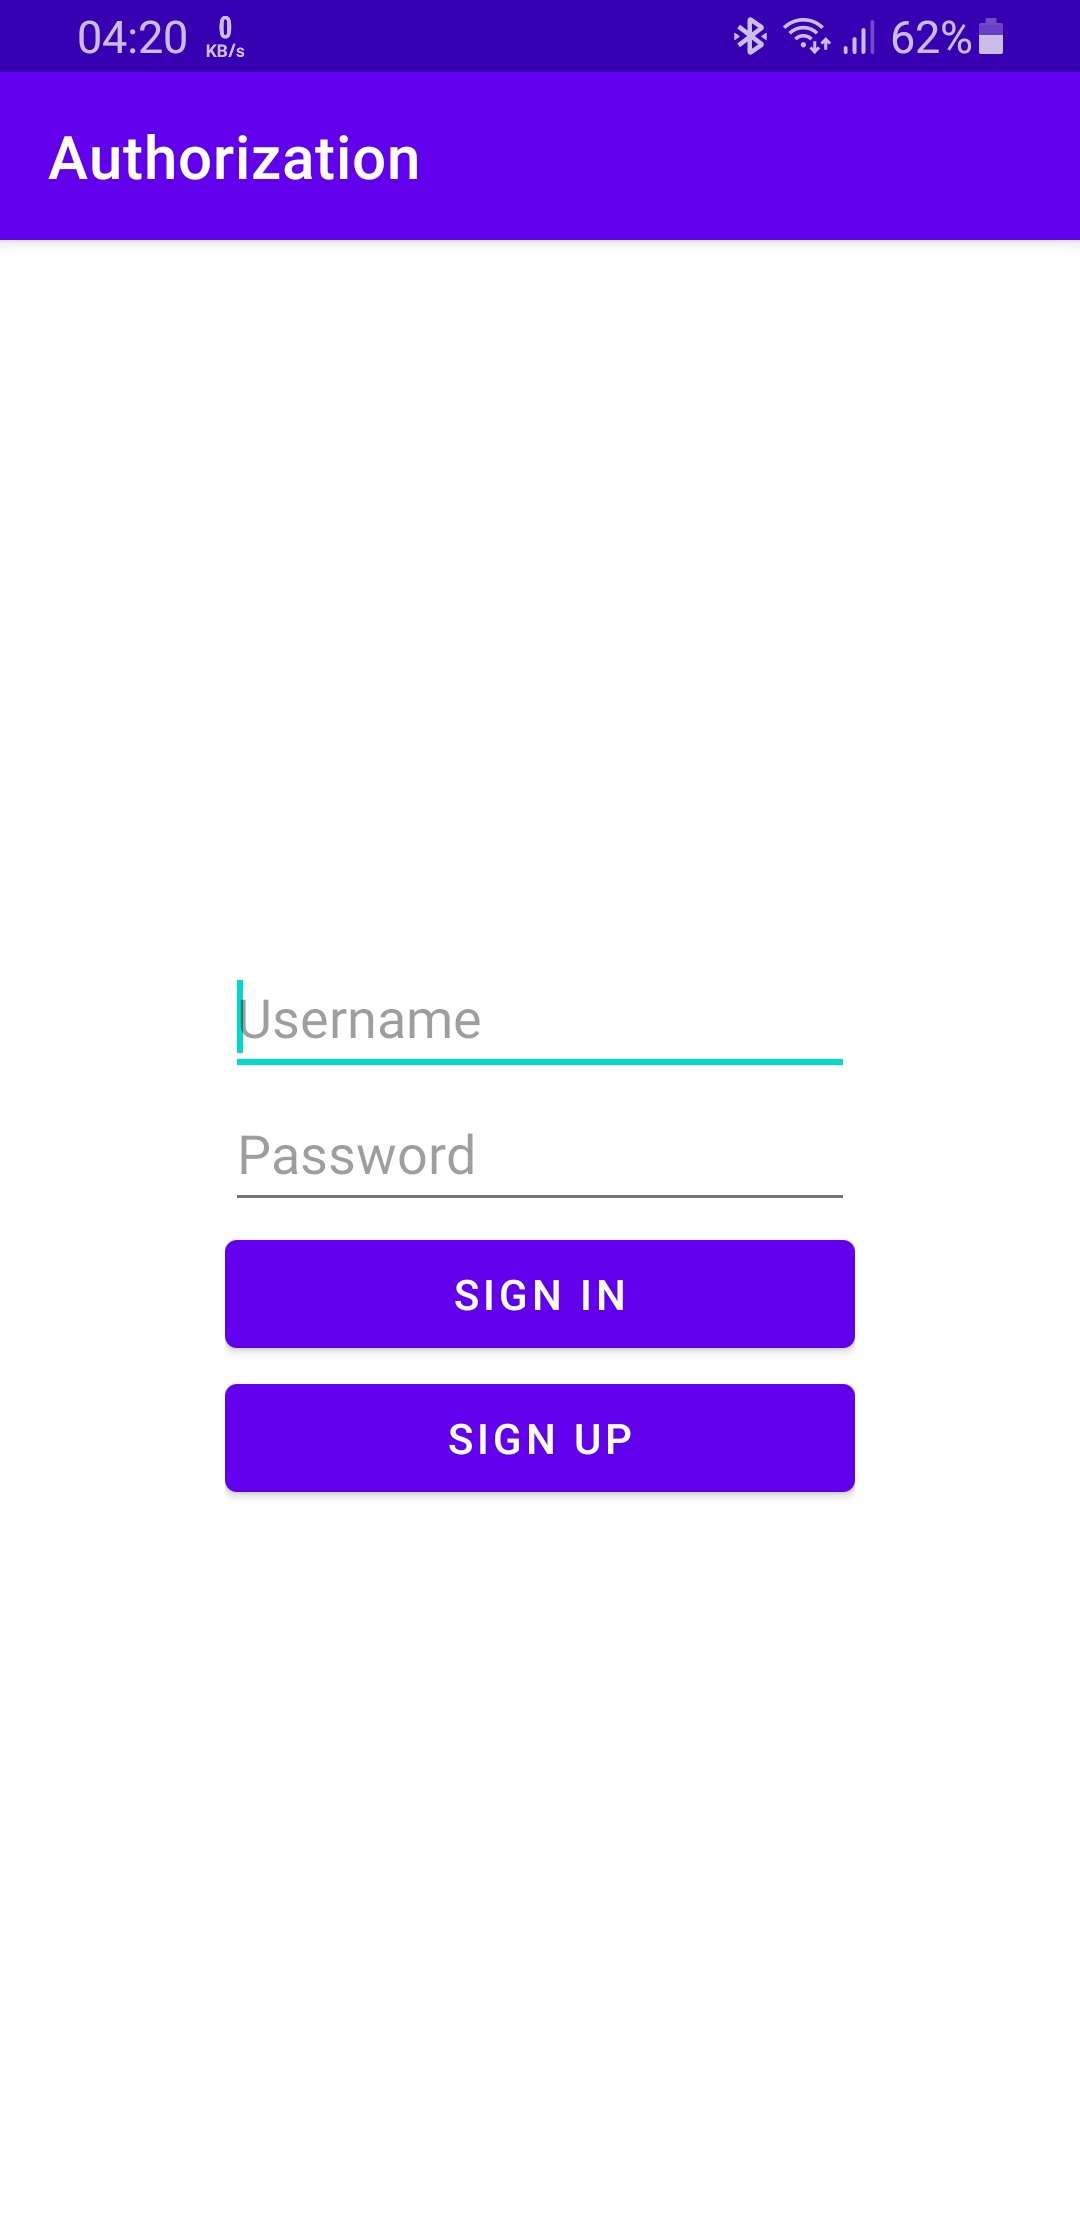 04:20 0 KB/s 62%
Authorization
Username
Password
SIGN IN
SIGN UP